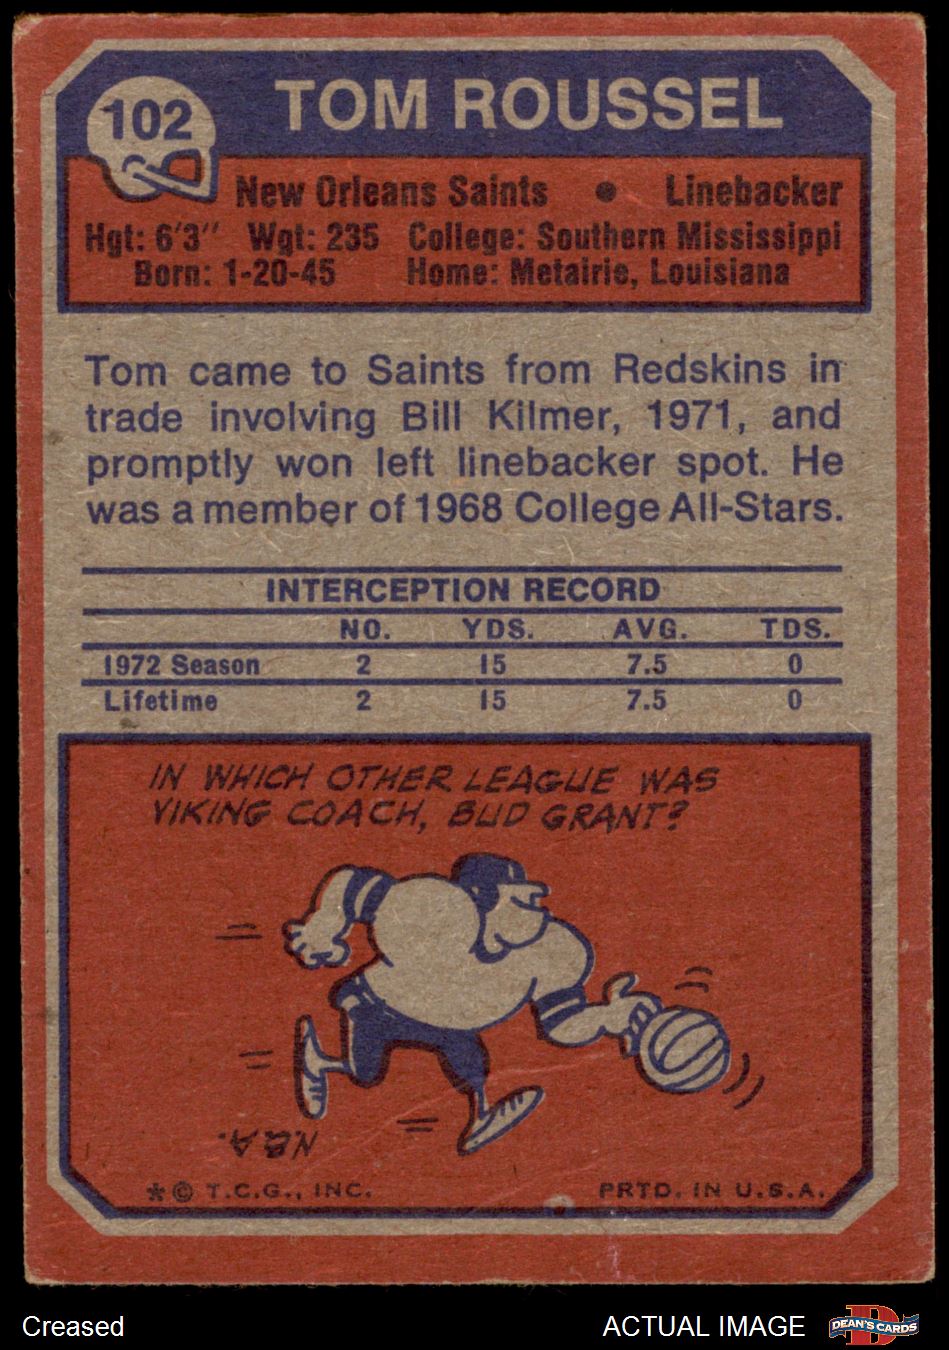 102
TOM ROUSSEL
New Orleans Saints • Linebacker
Hgt: 6'3" Wgt: 235 College: Southern Mississippi
Born: 1-20-45 Home: Metairie, Louisiana
Tom came to Saints from Redskins in
trade involving Bill Kilmer, 1971, and
promptly won left linebacker spot. He
was a member of 1968 College All-Stars.
INTERCEPTION RECORD
NO. YDS. AVG. TDS.
1972 Season 2 15 7.5 0
Lifetime 2 15 7.5 0
IN WHICH OTHER LEAGUE WAS
VIKING COACH, BUD GRANT?
N.B.A.
* © T.C.G., INC. PRTD. IN U.S.A.
Creased ACTUAL IMAGE D DEAN'S CARDS